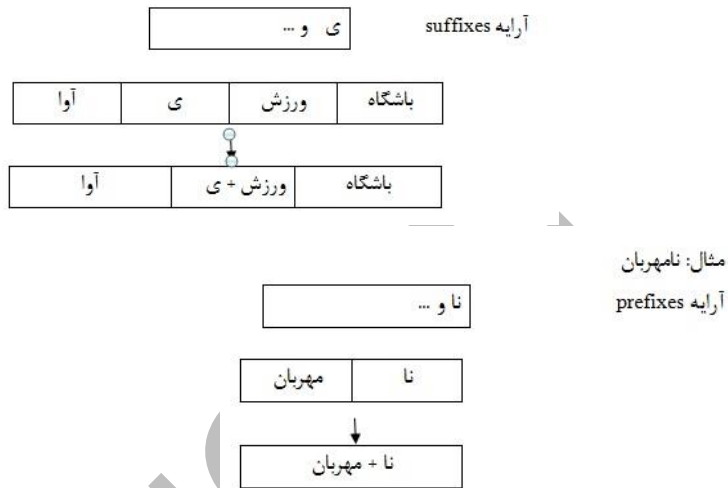 آرایه suffixes
ی و ...
باشگاه ورزش ی آوا
باشگاه ورزش + ی آوا
مثال: نامهربان
آرایه prefixes
نا و ...
نا مهربان
نا + مهربان